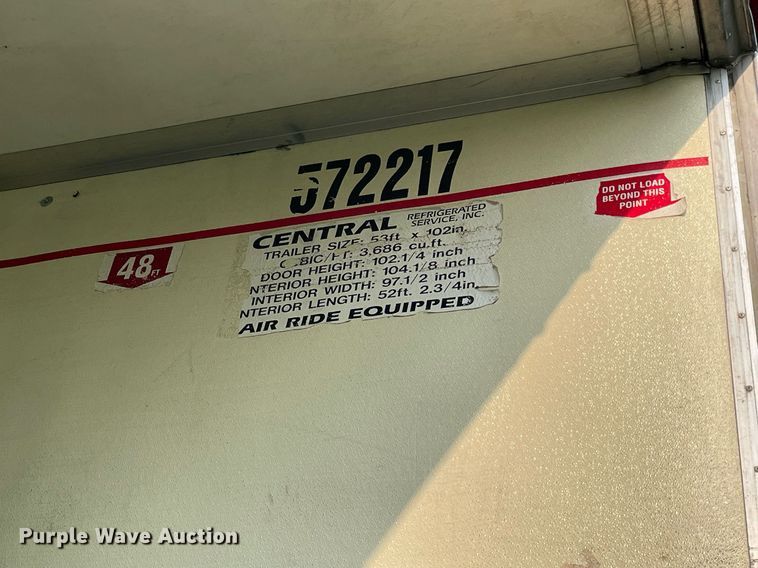 572217
DO NOT LOAD
BEYOND THIS
POINT
CENTRAL REFRIGERATED
SERVICE, INC.
TRAILER SIZE: 53ft x 102in.
C BIC/FT: 3,686 cu.ft.
DOOR HEIGHT: 102.1/4 inch
NTERIOR HEIGHT: 104.1/8 inch
INTERIOR WIDTH: 97.1/2 inch
NTERIOR LENGTH: 52ft. 2.3/4in.
AIR RIDE EQUIPPED
48 FT
Purple Wave Auction